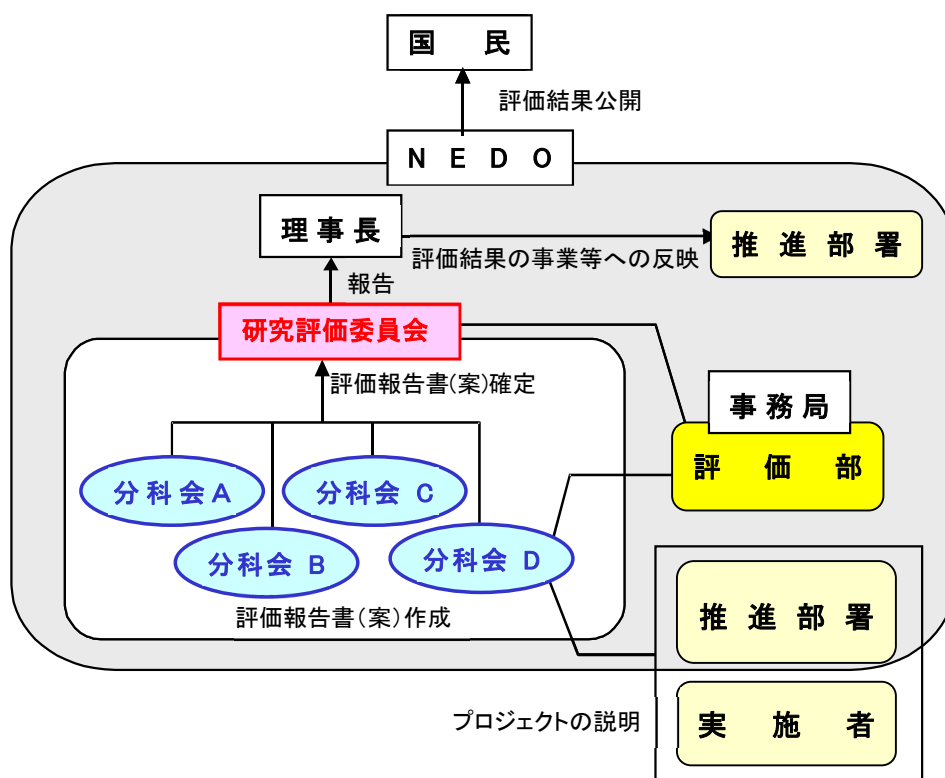 国 民
評価結果公開
NEDO
理事長
推進部署
評価結果の事業等への反映
報告
研究評価委員会
評価報告書(案)確定
事務局
評価部
分科会A
分科会 C
分科会 B
分科会 D
評価報告書(案)作成
推進部署
プロジェクトの説明
実施者